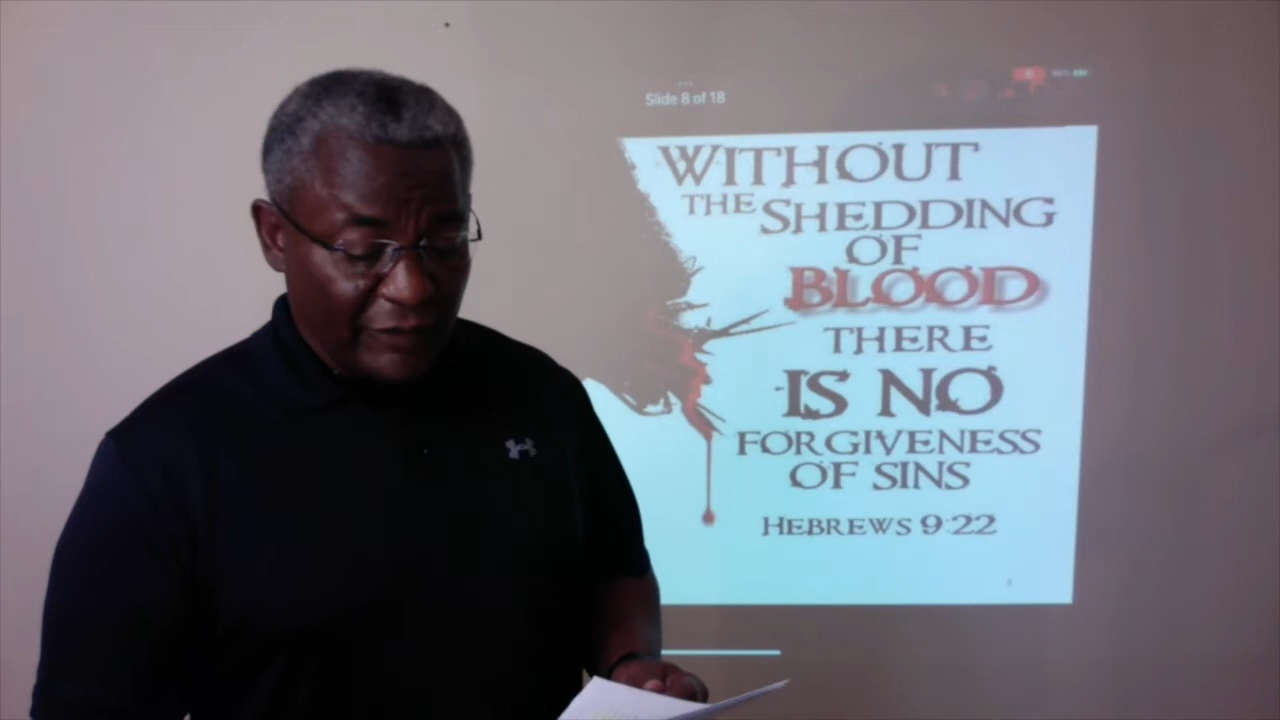 Slide 8 of 18
WITHOUT
THE SHEDDING
OF
BLOOD
THERE
IS NO
FORGIVENESS
OF SINS
HEBREWS 9:22